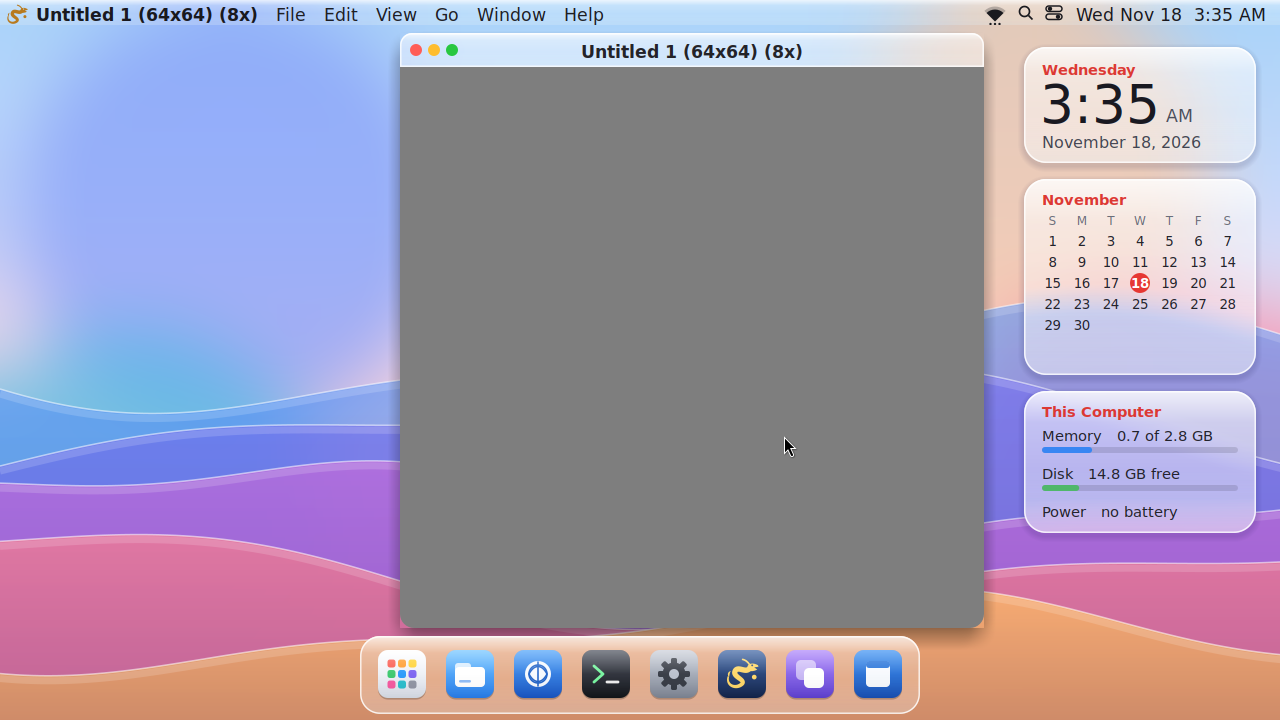 Untitled 1 (64x64) (8x) File Edit View Go Window Help Wed Nov 18 3:35 AM
Untitled 1 (64x64) (8x)
Wednesday
3:35 AM
November 18, 2026
November
S M T W T F S
1 2 3 4 5 6 7
8 9 10 11 12 13 14
15 16 17 18 19 20 21
22 23 24 25 26 27 28
29 30
This Computer
Memory 0.7 of 2.8 GB
Disk 14.8 GB free
Power no battery